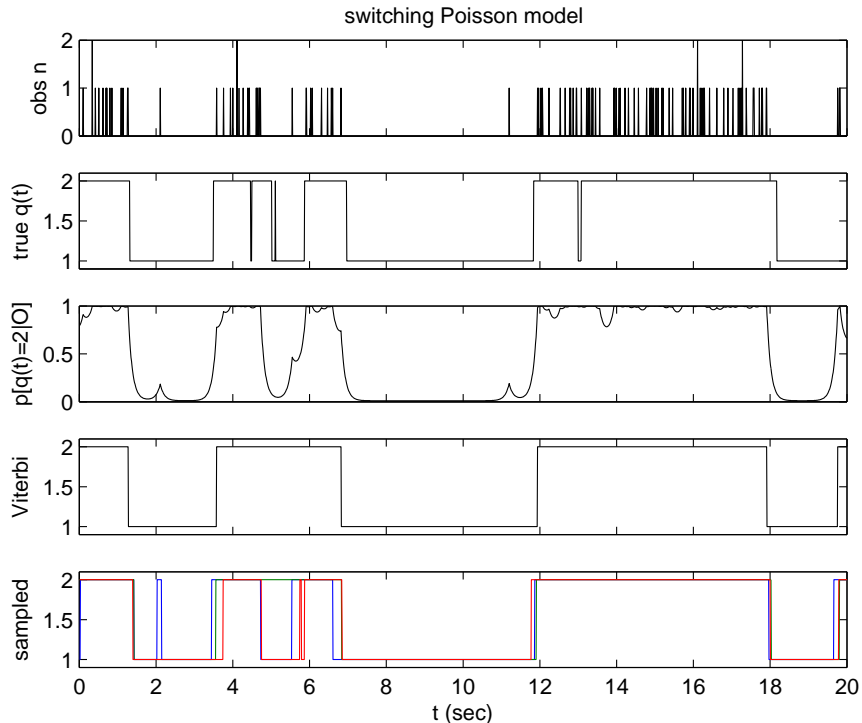 switching Poisson model
2
1
0
obs n
2
1.5
1
true q(t)
1
0.5
0
p[q(t)=2|O]
2
1.5
1
Viterbi
2
1.5
1
sampled
0 2 4 6 8 10 12 14 16 18 20
t (sec)